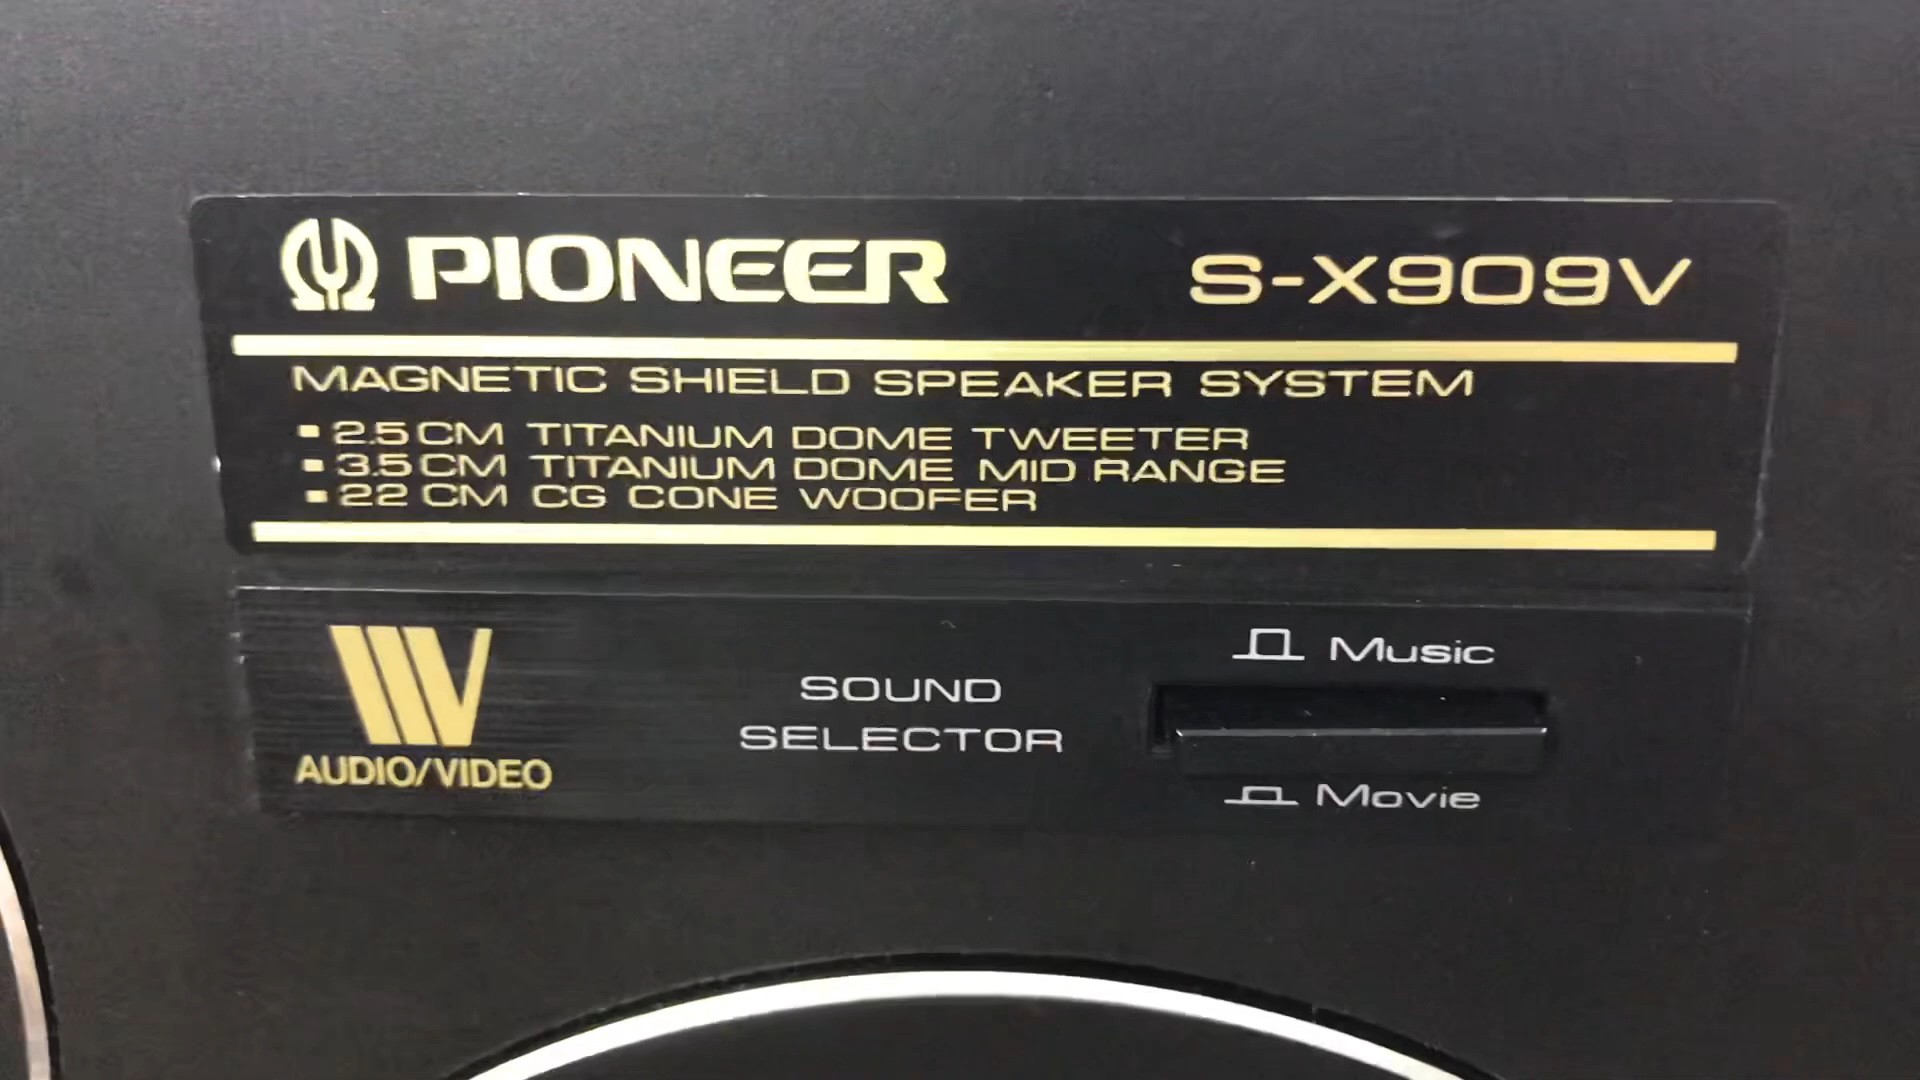 PIONEER S-X909V
MAGNETIC SHIELD SPEAKER SYSTEM
▪ 2.5 CM TITANIUM DOME TWEETER
▪ 3.5 CM TITANIUM DOME MID RANGE
▪ 22 CM CG CONE WOOFER
AUDIO/VIDEO
SOUND
SELECTOR
Music
Movie